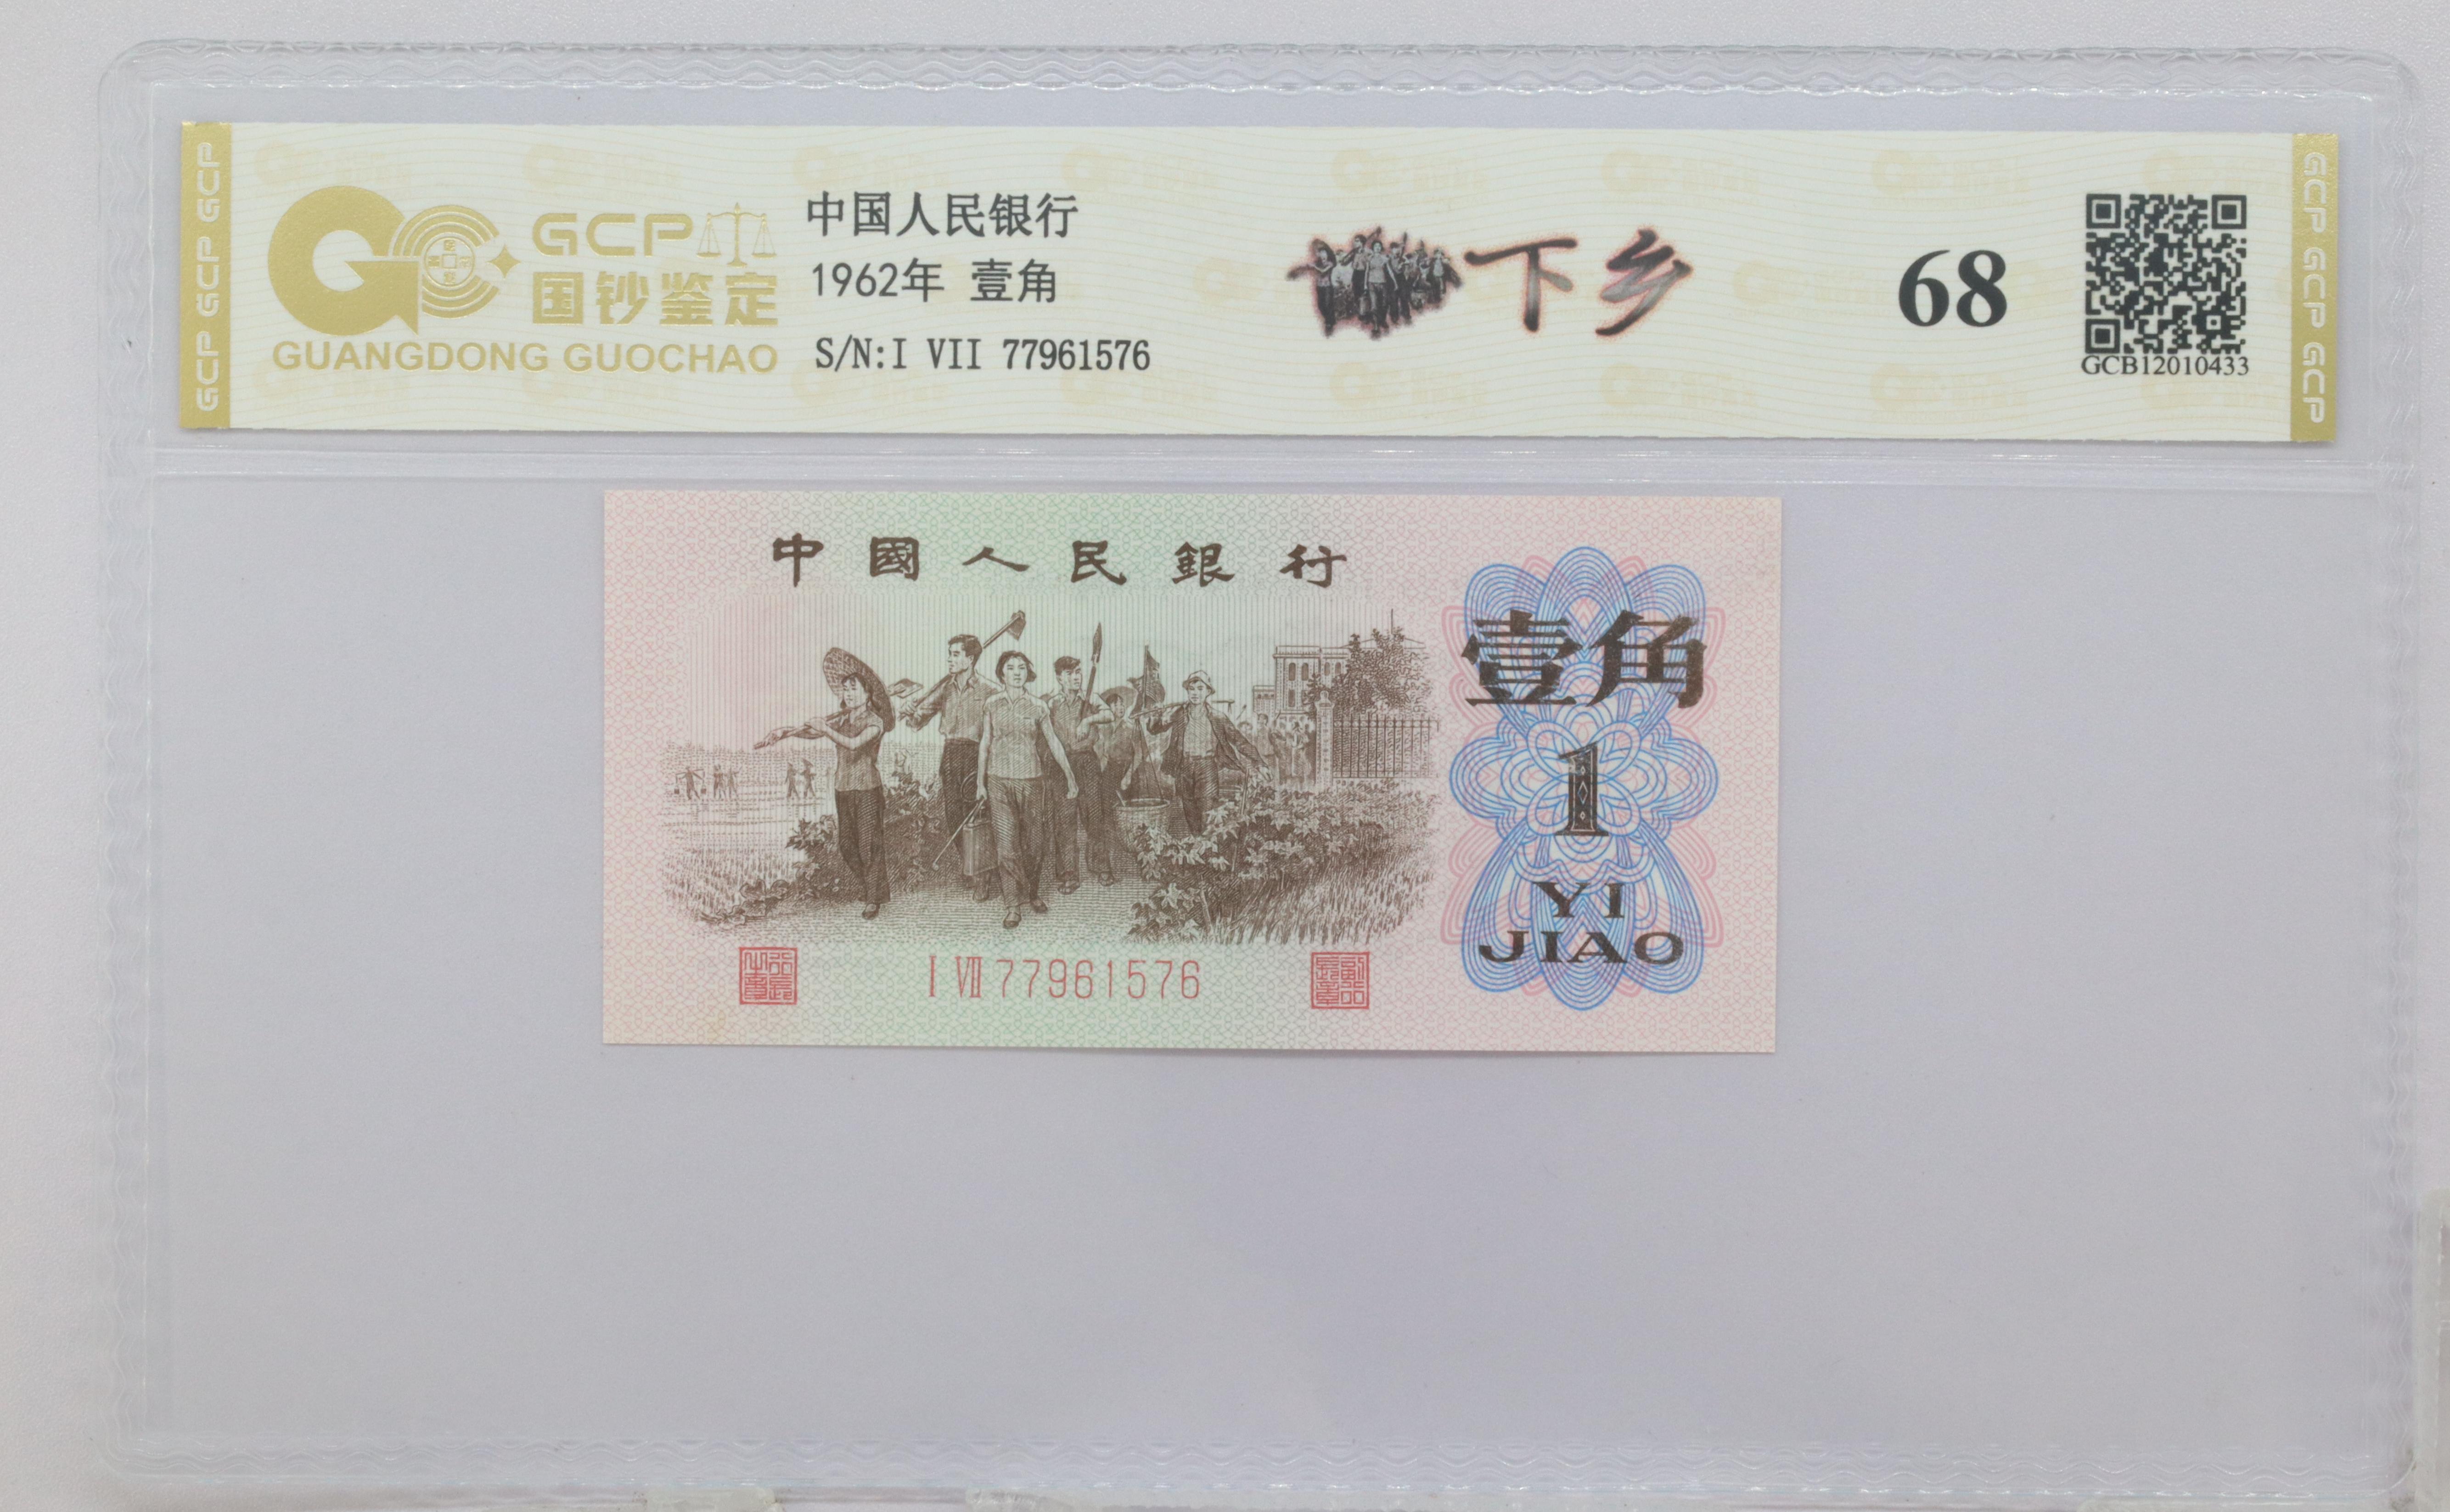 GCP GCP GCP
GCP
国钞鉴定
GUANGDONG GUOCHAO
中国人民银行
1962年 壹角
S/N:I VII 77961576
下乡
68
GCB12010433
GCP GCP GCP
中國人民銀行
壹角
1
YI
JIAO
I VII 77961576